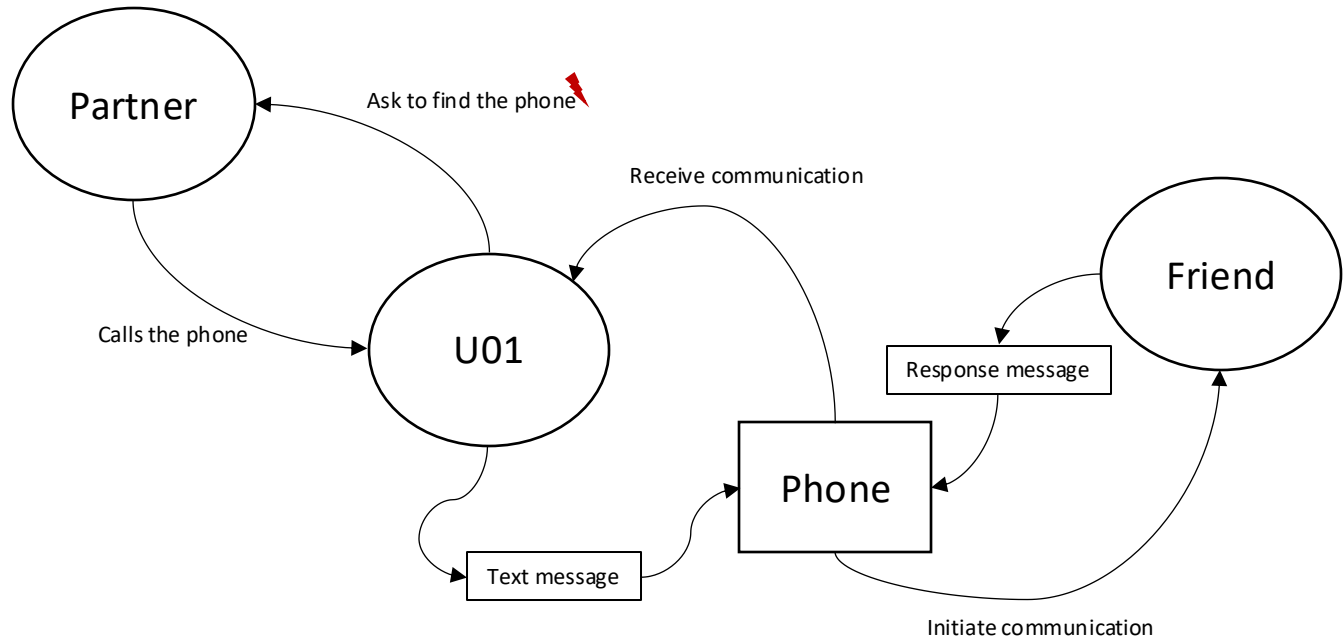 Partner
Ask to find the phone
Receive communication
Friend
Calls the phone
U01
Response message
Phone
Text message
Initiate communication